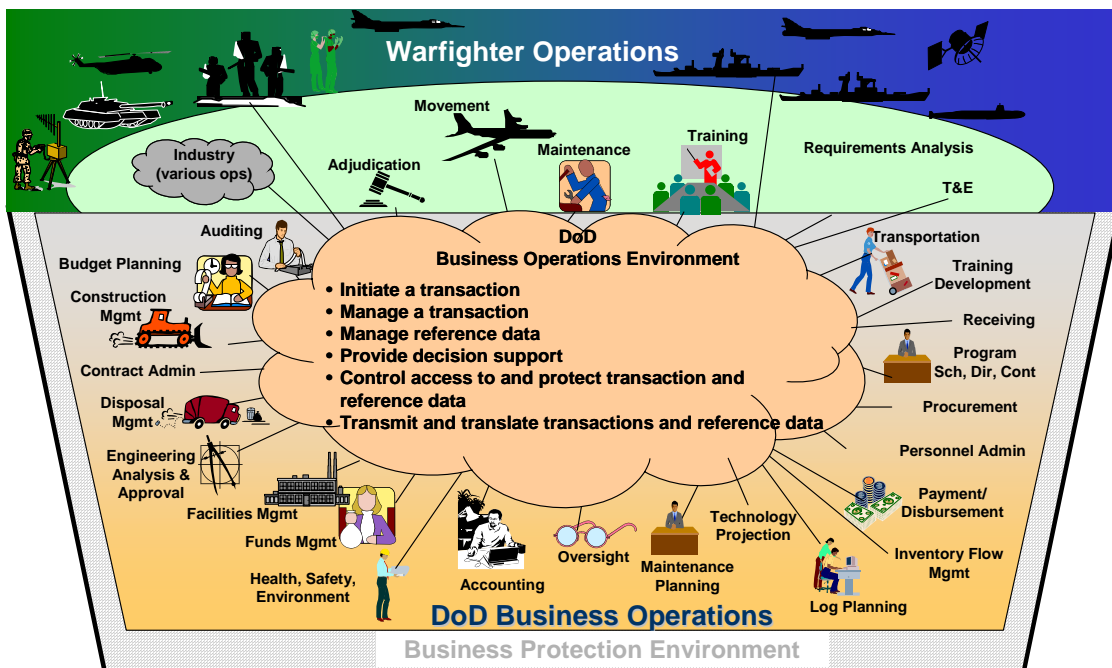 Warfighter Operations
Movement
Industry
(various ops)
Adjudication
Maintenance
Training
Requirements Analysis
T&E
DoD
Business Operations Environment
• Initiate a transaction
• Manage a transaction
• Manage reference data
• Provide decision support
• Control access to and protect transaction and
reference data
• Transmit and translate transactions and reference data
Auditing
Budget Planning
Construction
Mgmt
Contract Admin
Disposal
Mgmt
Engineering
Analysis &
Approval
Facilities Mgmt
Funds Mgmt
Health, Safety,
Environment
Accounting
Oversight
Maintenance
Planning
Technology
Projection
Log Planning
Inventory Flow
Mgmt
Payment/
Disbursement
Personnel Admin
Procurement
Program
Sch, Dir, Cont
Receiving
Training
Development
Transportation
DoD Business Operations
Business Protection Environment